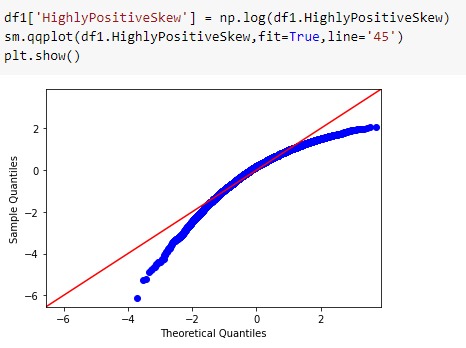 df1['HighlyPositiveSkew'] = np.log(df1.HighlyPositiveSkew)
sm.qqplot(df1.HighlyPositiveSkew,fit=True,line='45')
plt.show()
2
0
−2
−4
−6
Sample Quantiles
−6 −4 −2 0 2
Theoretical Quantiles